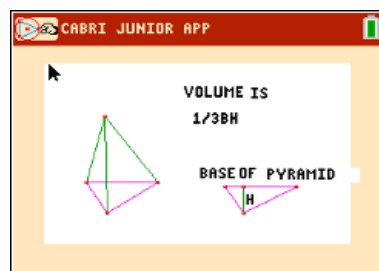 CABRI JUNIOR APP
VOLUME IS
1/3BH
BASE OF PYRAMID
H